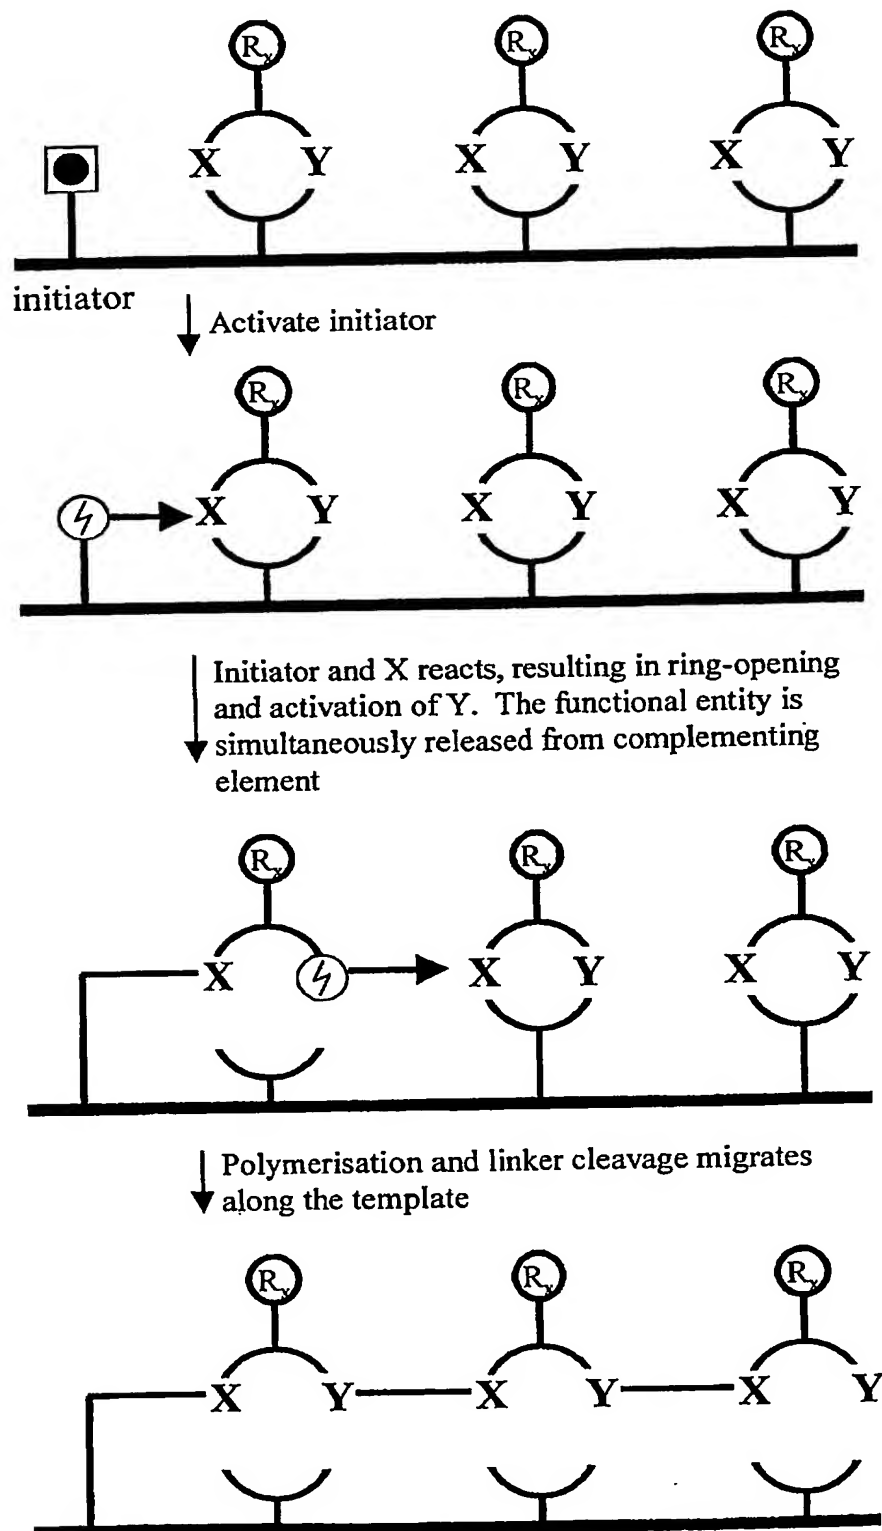 Rx Rx Rx
X Y X Y X Y
initiator
Activate initiator
Rx Rx Rx
X Y X Y X Y
Initiator and X reacts, resulting in ring-opening
and activation of Y. The functional entity is
simultaneously released from complementing
element
Rx Rx Rx
X X Y X Y
Polymerisation and linker cleavage migrates
along the template
Rx Rx Rx
X Y X Y X Y